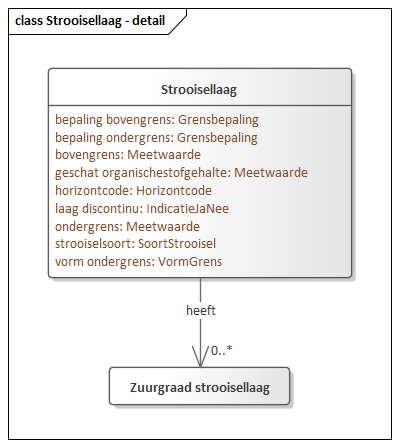 class Strooisellaag - detail
Strooisellaag
bepaling bovengrens: Grensbepaling
bepaling ondergrens: Grensbepaling
bovengrens: Meetwaarde
geschat organischestofgehalte: Meetwaarde
horizontcode: Horizontcode
laag discontinu: IndicatieJaNee
ondergrens: Meetwaarde
strooiselsoort: SoortStrooisel
vorm ondergrens: VormGrens
heeft
0..*
Zuurgraad strooisellaag